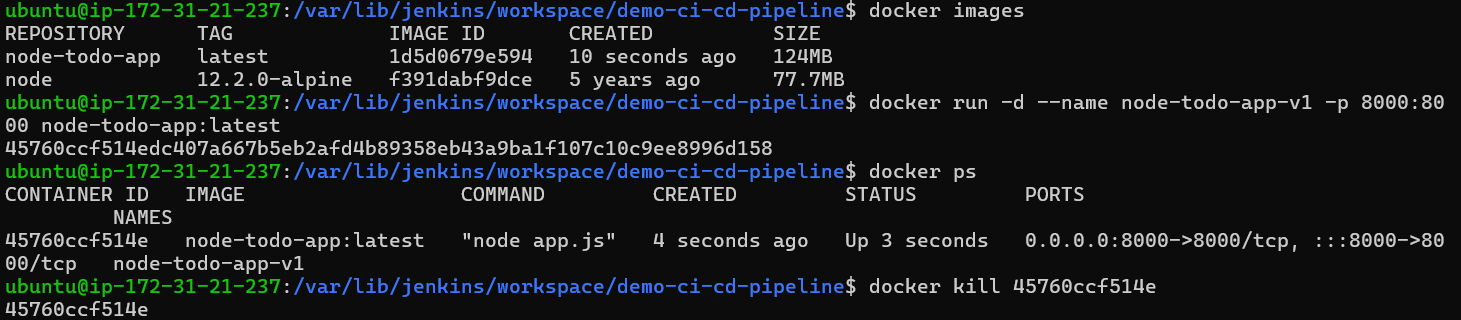 ubuntu@ip-172-31-21-237:/var/lib/jenkins/workspace/demo-ci-cd-pipeline$ docker images
REPOSITORY      TAG             IMAGE ID       CREATED          SIZE
node-todo-app   latest          1d5d0679e594   10 seconds ago   124MB
node            12.2.0-alpine   f391dabf9dce   5 years ago      77.7MB
ubuntu@ip-172-31-21-237:/var/lib/jenkins/workspace/demo-ci-cd-pipeline$ docker run -d --name node-todo-app-v1 -p 8000:80
00 node-todo-app:latest
45760ccf514edc407a667b5eb2afd4b89358eb43a9ba1f107c10c9ee8996d158
ubuntu@ip-172-31-21-237:/var/lib/jenkins/workspace/demo-ci-cd-pipeline$ docker ps
CONTAINER ID   IMAGE                  COMMAND         CREATED         STATUS         PORTS
         NAMES
45760ccf514e   node-todo-app:latest   "node app.js"   4 seconds ago   Up 3 seconds   0.0.0.0:8000->8000/tcp, :::8000->80
00/tcp   node-todo-app-v1
ubuntu@ip-172-31-21-237:/var/lib/jenkins/workspace/demo-ci-cd-pipeline$ docker kill 45760ccf514e
45760ccf514e